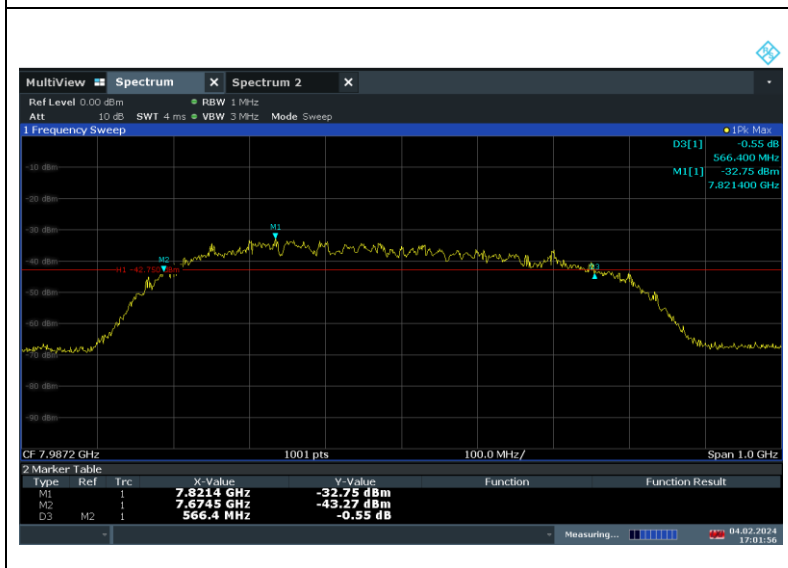 MultiView Spectrum X Spectrum 2 X
Ref Level 0.00 dBm RBW 1 MHz
Att 10 dB SWT 4 ms VBW 3 MHz Mode Sweep
1 Frequency Sweep 1Pk Max
D3[1] -0.55 dB
566.400 MHz
M1[1] -32.75 dBm
7.821400 GHz
-10 dBm
-20 dBm
-30 dBm
M1
-40 dBm
M2
H1 -42.750 dBm
D3
-50 dBm
-60 dBm
-70 dBm
-80 dBm
-90 dBm
CF 7.9872 GHz 1001 pts 100.0 MHz/ Span 1.0 GHz
2 Marker Table
Type Ref Trc X-Value Y-Value Function Function Result
M1 1 7.8214 GHz -32.75 dBm
M2 1 7.6745 GHz -43.27 dBm
D3 M2 1 566.4 MHz -0.55 dB
Measuring... 04.02.2024
17:01:56